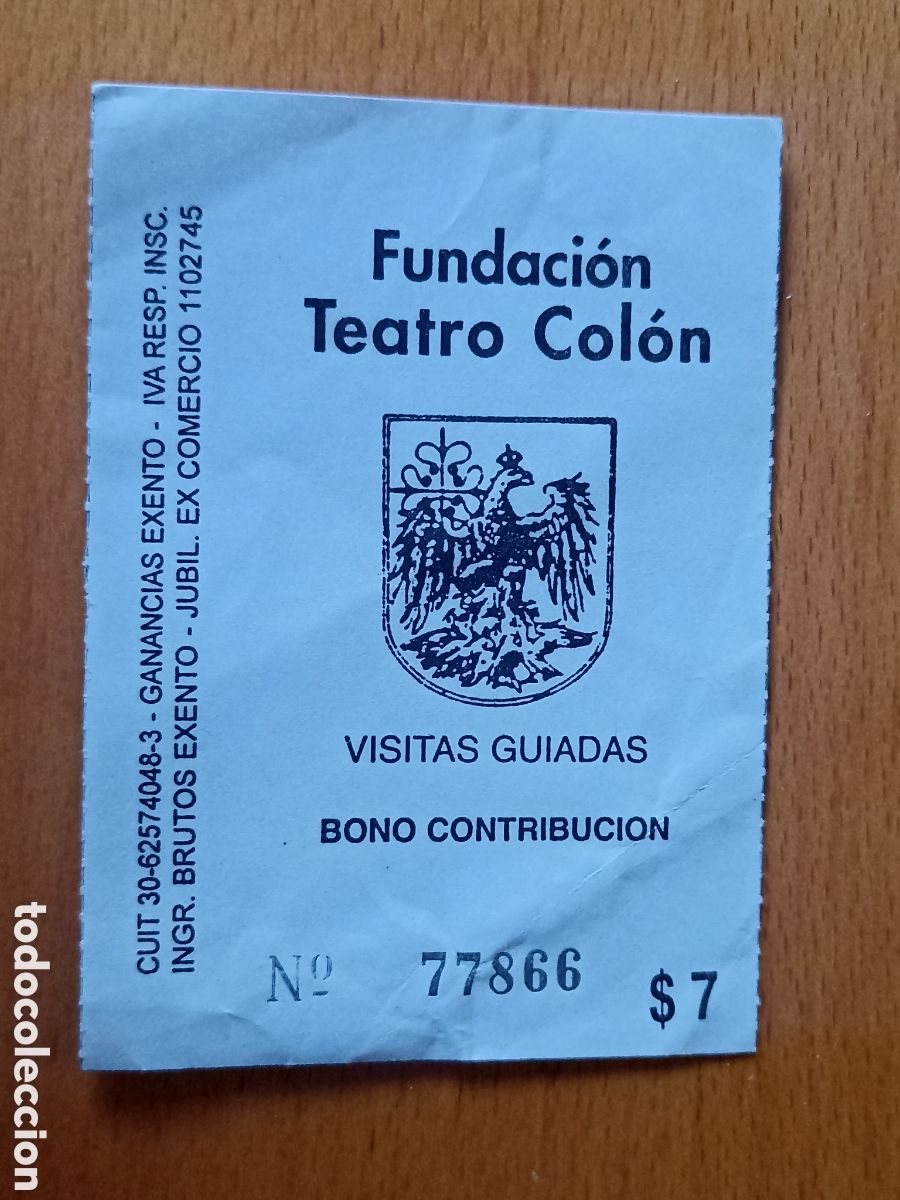 Fundación
Teatro Colón
VISITAS GUIADAS
BONO CONTRIBUCION
Nº 77866
$ 7
CUIT 30-62574048-3 - GANANCIAS EXENTO - IVA RESP. INSC.
INGR. BRUTOS EXENTO - JUBIL. EX COMERCIO 1102745
todocoleccion